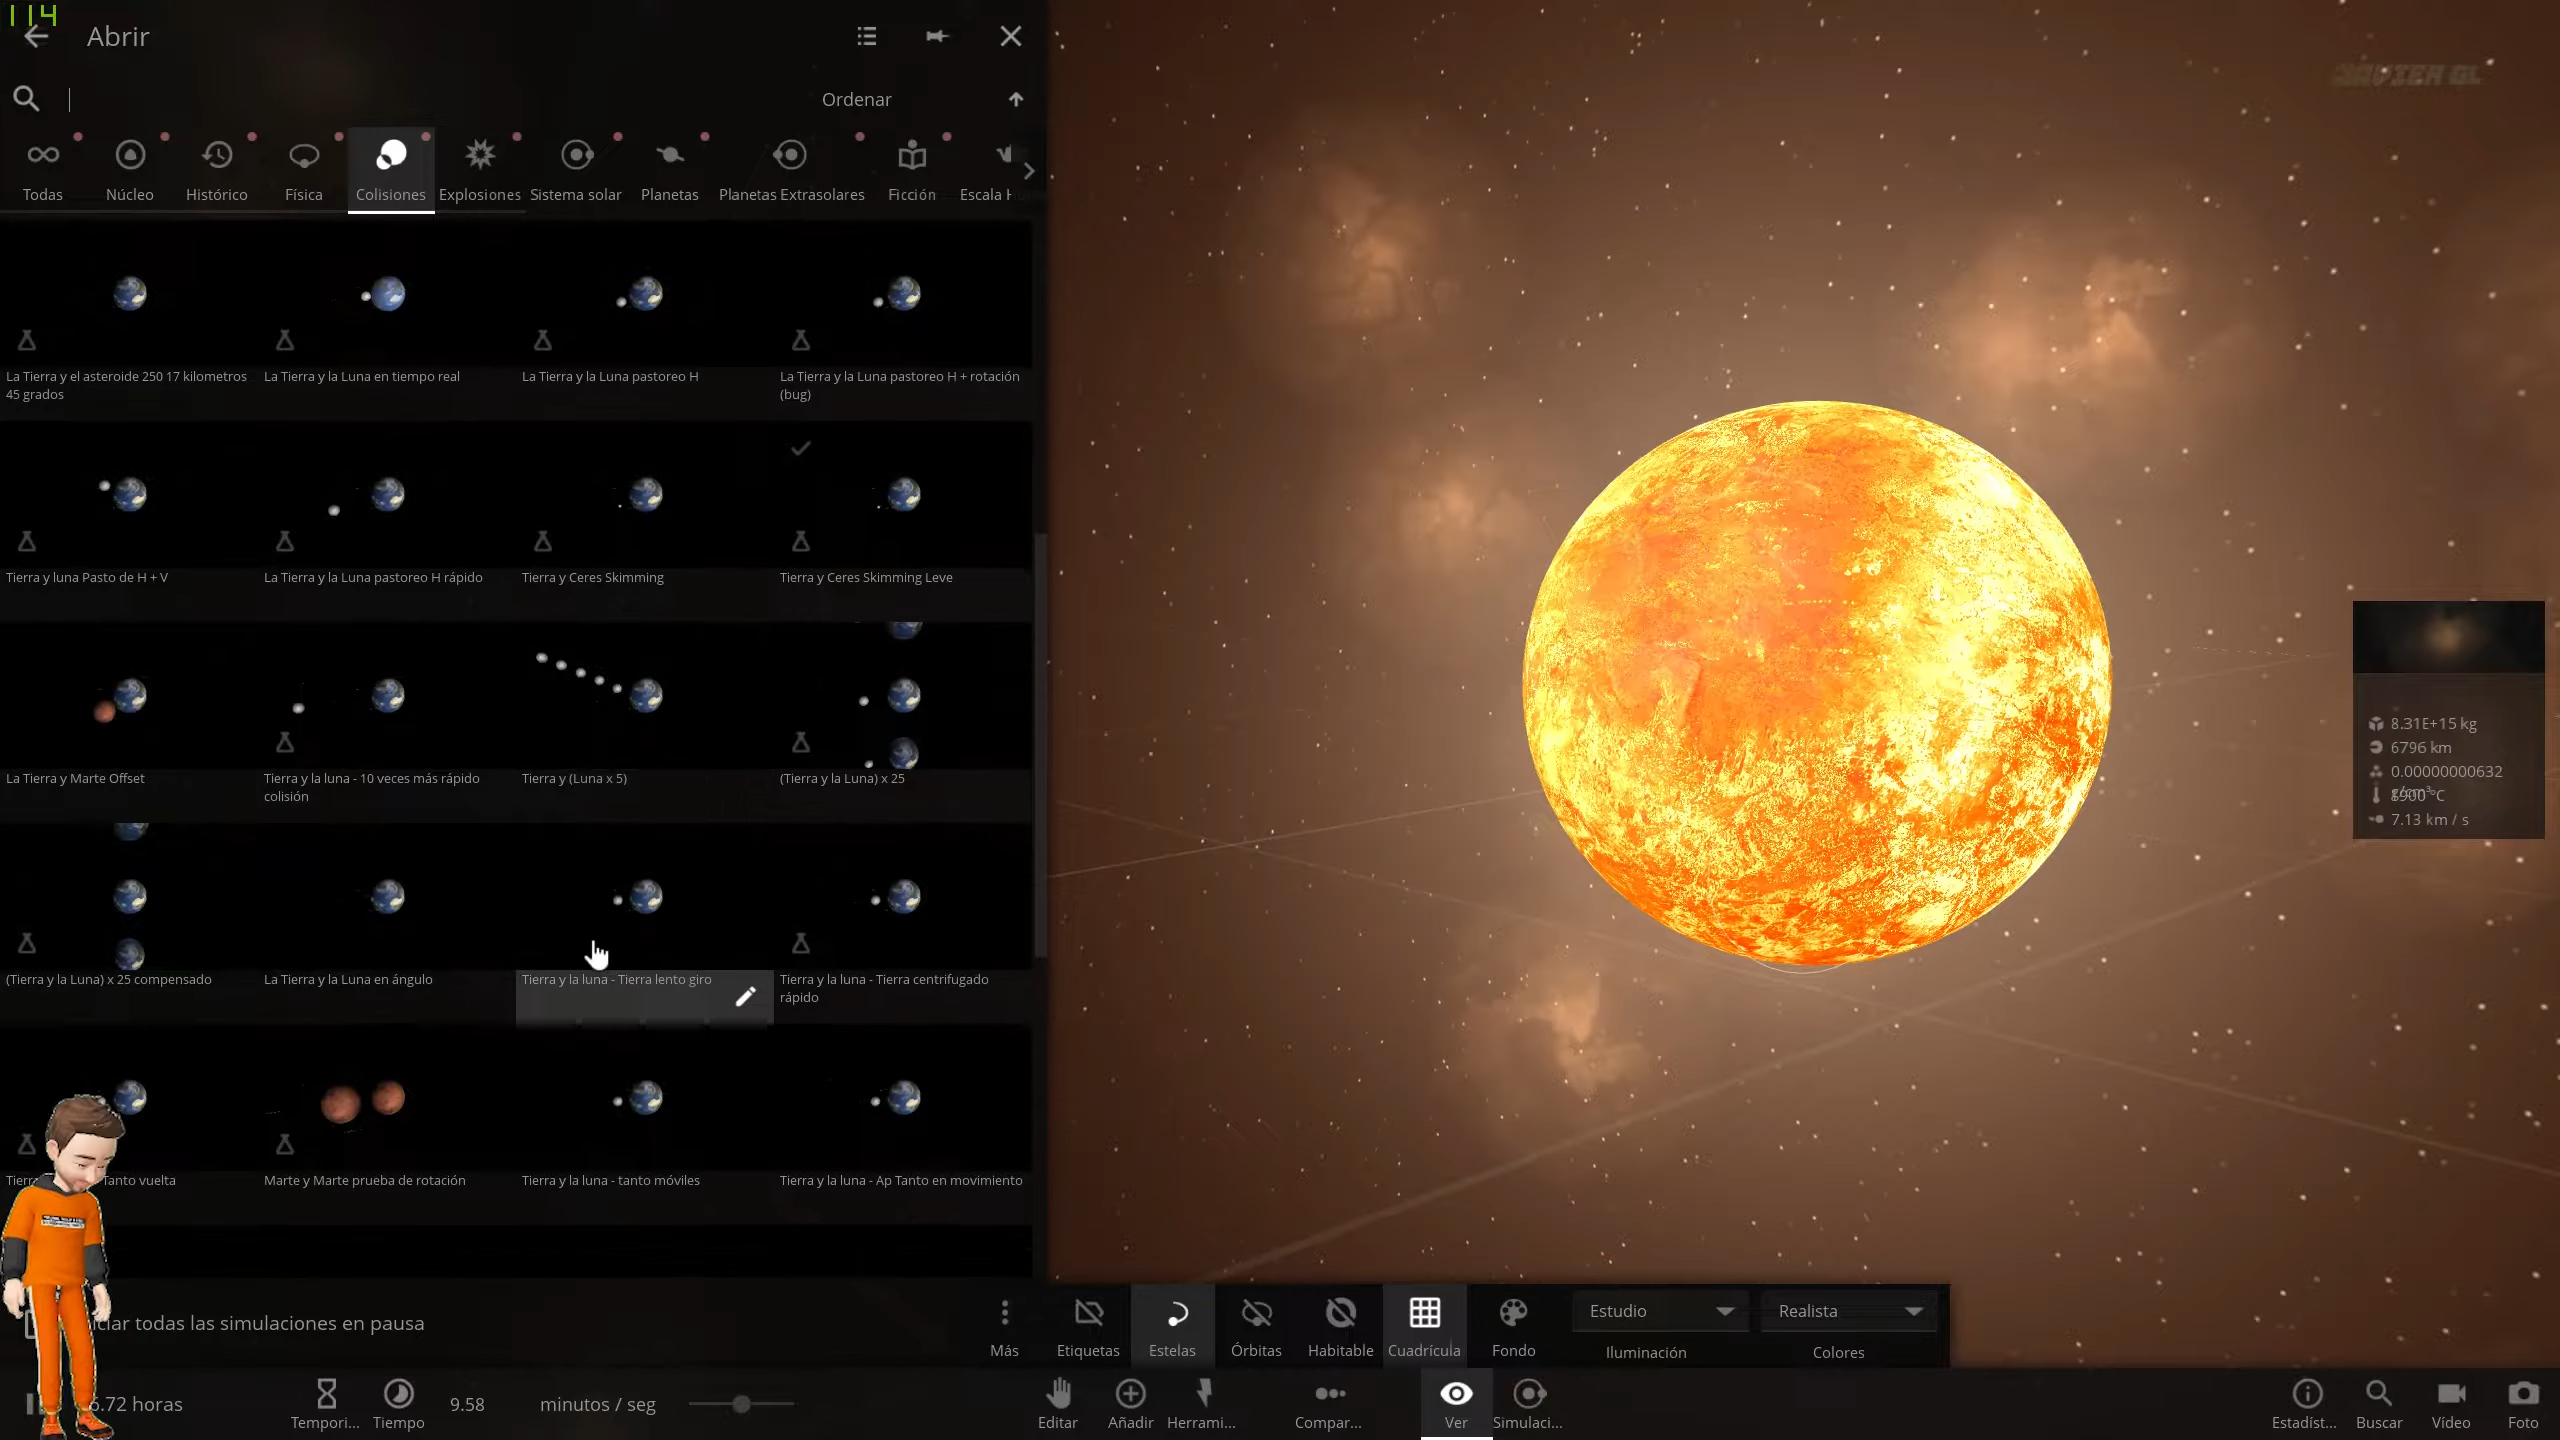 114
Abrir
JAVIER GL
Ordenar
Todas
Núcleo
Histórico
Física
Colisiones
Explosiones
Sistema solar
Planetas
Planetas Extrasolares
Ficción
Escala
La Tierra y el asteroide 250 17 kilometros
45 grados
La Tierra y la Luna en tiempo real
La Tierra y la Luna pastoreo H
La Tierra y la Luna pastoreo H + rotación
(bug)
Tierra y luna Pasto de H + V
La Tierra y la Luna pastoreo H rápido
Tierra y Ceres Skimming
Tierra y Ceres Skimming Leve
La Tierra y Marte Offset
Tierra y la luna - 10 veces más rápido
colisión
Tierra y (Luna x 5)
(Tierra y la Luna) x 25
8.31E+15 kg
6796 km
0.00000000632
g/cm³
7.13 km / s
(Tierra y la Luna) x 25 compensado
La Tierra y la Luna en ángulo
Tierra y la luna - Tierra lento giro
Tierra y la luna - Tierra centrifugado
rápido
Tanto vuelta
Marte y Marte prueba de rotación
Tierra y la luna - tanto móviles
Tierra y la luna - Ap Tanto en movimiento
ciar todas las simulaciones en pausa
Más
Etiquetas
Estelas
Órbitas
Habitable
Cuadrícula
Fondo
Estudio
Iluminación
Realista
Colores
6.72 horas
Tempori...
Tiempo
9.58
minutos / seg
Editar
Añadir
Herrami...
Compar...
Ver
Simulaci...
Estadíst...
Buscar
Vídeo
Foto